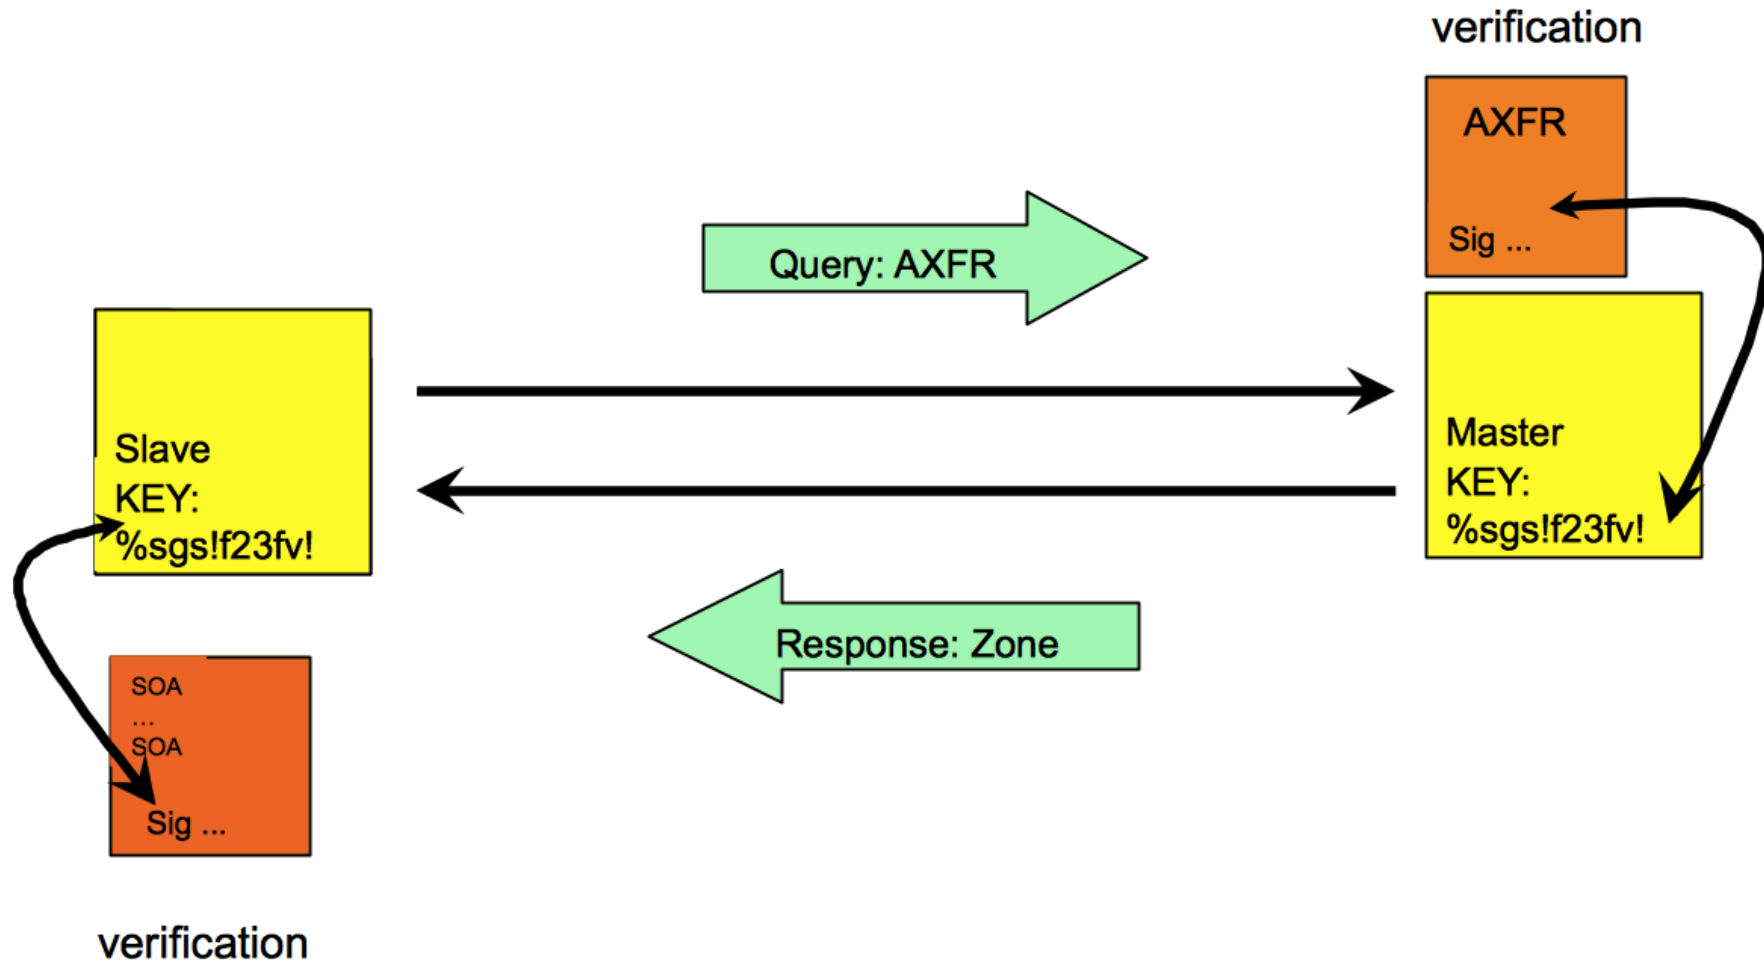 verification
AXFR
Sig ...
Query: AXFR
Slave
KEY:
%sgs!f23fv!
Master
KEY:
%sgs!f23fv!
Response: Zone
SOA
...
SOA
Sig ...
verification